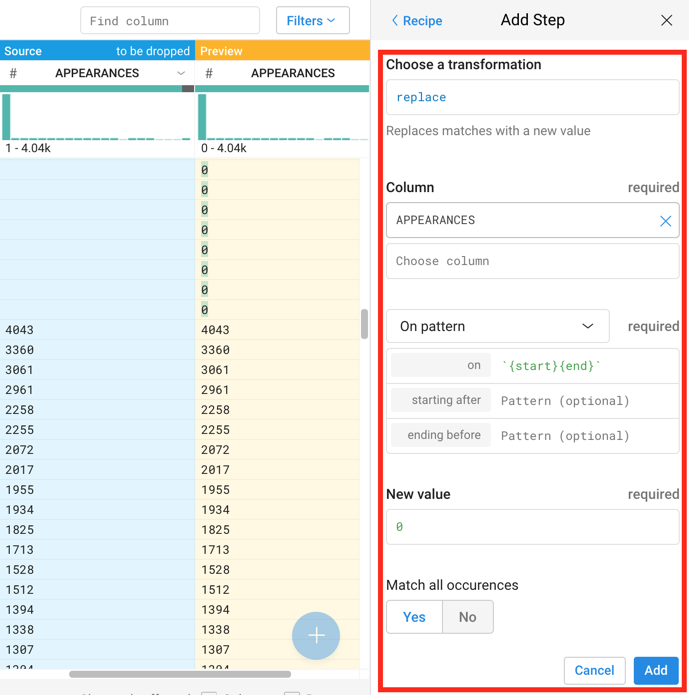 Find column
Filters
Source to be dropped
Preview
# APPEARANCES
# APPEARANCES
1 - 4.04k
0 - 4.04k
0
0
0
0
0
0
0
0
4043 4043
3360 3360
3061 3061
2961 2961
2258 2258
2255 2255
2072 2072
2017 2017
1955 1955
1934 1934
1825 1825
1713 1713
1528 1528
1512 1512
1394 1394
1338 1338
1307 1307
Recipe
Add Step
Choose a transformation
replace
Replaces matches with a new value
Column required
APPEARANCES
Choose column
On pattern required
on `{start}{end}`
starting after Pattern (optional)
ending before Pattern (optional)
New value required
0
Match all occurences
Yes No
Cancel Add